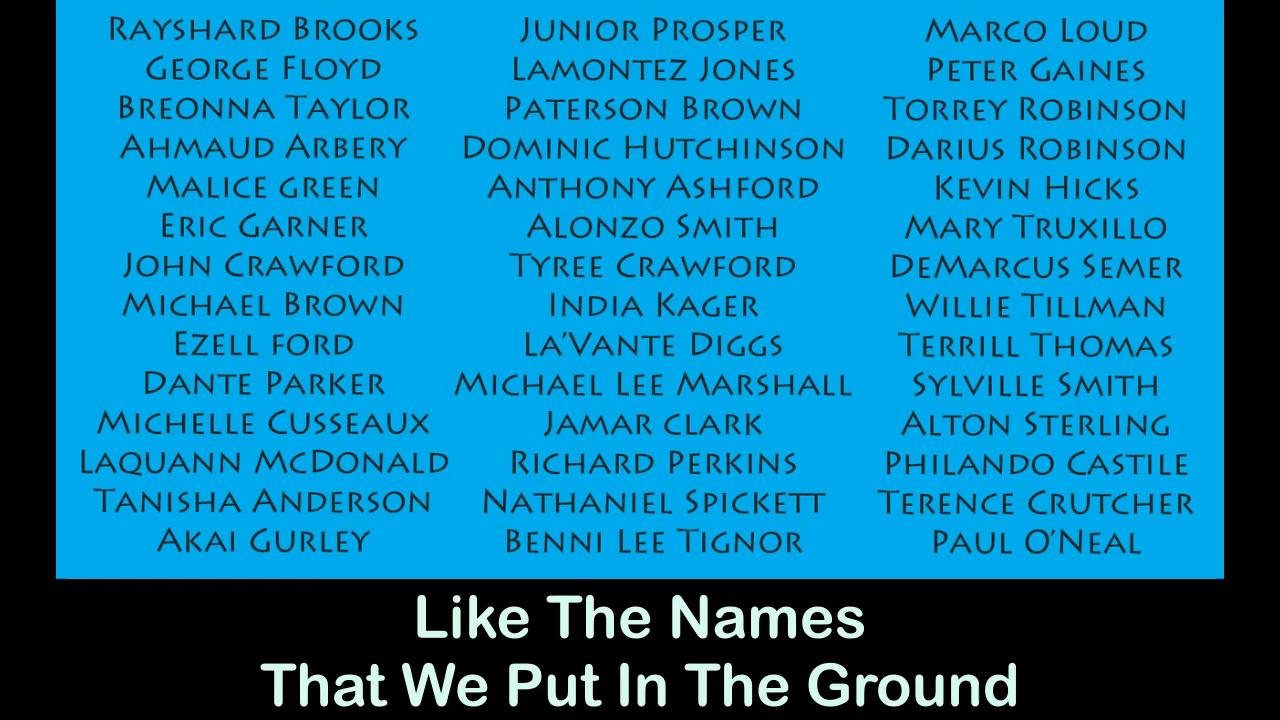 RAYSHARD BROOKS
GEORGE FLOYD
BREONNA TAYLOR
AHMAUD ARBERY
MALICE GREEN
ERIC GARNER
JOHN CRAWFORD
MICHAEL BROWN
EZELL FORD
DANTE PARKER
MICHELLE CUSSEAUX
LAQUANN MCDONALD
TANISHA ANDERSON
AKAI GURLEY
JUNIOR PROSPER
LAMONTEZ JONES
PATERSON BROWN
DOMINIC HUTCHINSON
ANTHONY ASHFORD
ALONZO SMITH
TYREE CRAWFORD
INDIA KAGER
LA'VANTE DIGGS
MICHAEL LEE MARSHALL
JAMAR CLARK
RICHARD PERKINS
NATHANIEL SPICKETT
BENNI LEE TIGNOR
MARCO LOUD
PETER GAINES
TORREY ROBINSON
DARIUS ROBINSON
KEVIN HICKS
MARY TRUXILLO
DEMARCUS SEMER
WILLIE TILLMAN
TERRILL THOMAS
SYLVILLE SMITH
ALTON STERLING
PHILANDO CASTILE
TERENCE CRUTCHER
PAUL O'NEAL
Like The Names
That We Put In The Ground